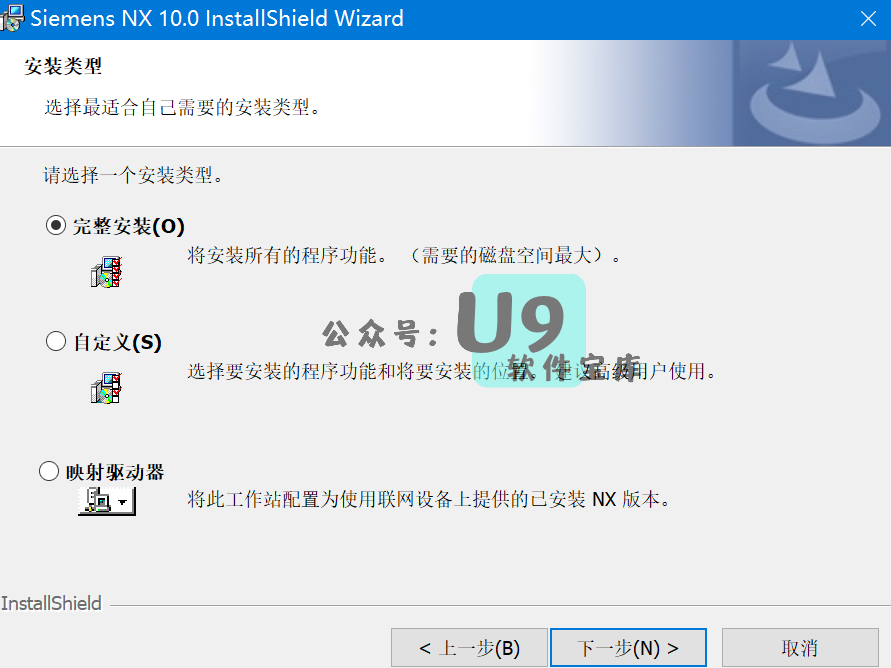 Siemens NX 10.0 InstallShield Wizard
安装类型
选择最适合自己需要的安装类型。
请选择一个安装类型。
完整安装(O)
将安装所有的程序功能。（需要的磁盘空间最大）。
公众号：U9
软件宝库
自定义(S)
选择要安装的程序功能和将要安装的位置。建议高级用户使用。
映射驱动器
将此工作站配置为使用联网设备上提供的已安装 NX 版本。
InstallShield
< 上一步(B)
下一步(N) >
取消